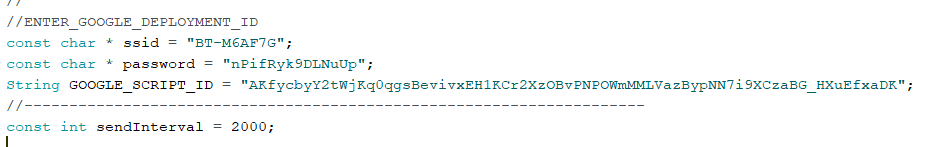 //
//ENTER_GOOGLE_DEPLOYMENT_ID
const char * ssid = "BT-M6AF7G";
const char * password = "nPifRyk9DLNuUp";
String GOOGLE_SCRIPT_ID = "AKfycbyY2tWjKq0qgsBevivxEH1KCr2XzOBvPNPOWmMMLVazBypNN7i9XCzaBG_HXuEfxaDK";
//---------------------------------------------------------------------
const int sendInterval = 2000;